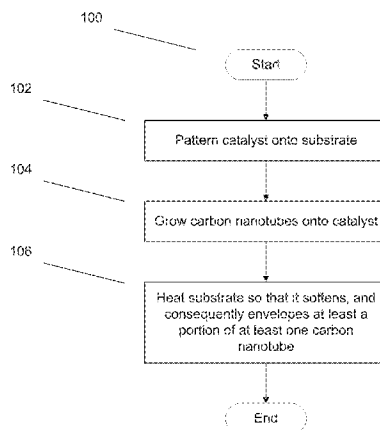 100
Start
102
Pattern catalyst onto substrate
104
Grow carbon nanotubes onto catalyst
106
Heat substrate so that it softens, and
consequently envelopes at least a
portion of at least one carbon
nanotube
End